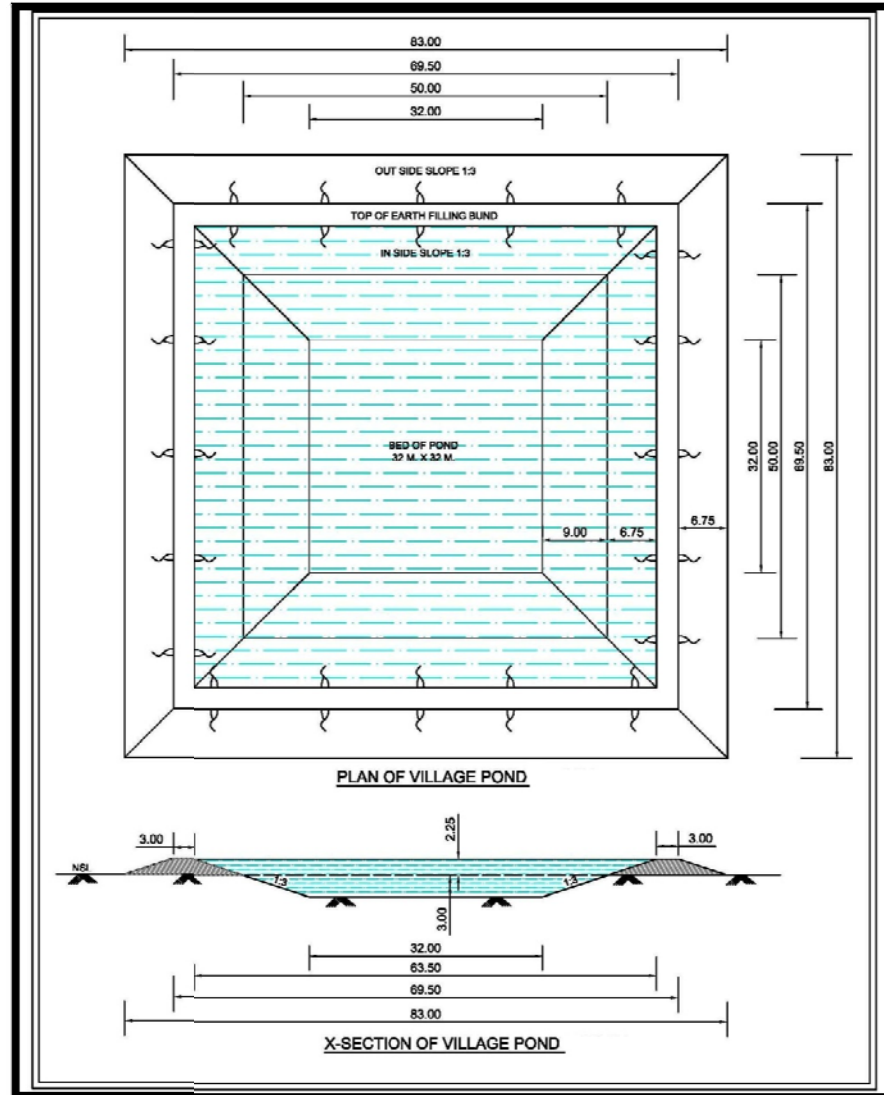 83.00
69.50
50.00
32.00
OUT SIDE SLOPE 1:3
TOP OF EARTH FILLING BUND
IN SIDE SLOPE 1:3
BED OF POND
32 M. X 32 M.
9.00
6.75
6.75
32.00
50.00
69.50
83.00
PLAN OF VILLAGE POND
3.00
2.25
3.00
NSL
1:3
1:3
3.00
32.00
63.50
69.50
83.00
X-SECTION OF VILLAGE POND